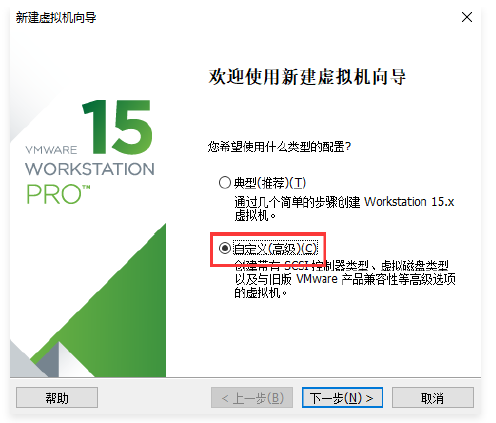 新建虚拟机向导
欢迎使用新建虚拟机向导
15
VMWARE
WORKSTATION
PRO™
您希望使用什么类型的配置?
典型(推荐)(T)
通过几个简单的步骤创建 Workstation 15.x
虚拟机。
自定义(高级)(C)
创建带有 SCSI 控制器类型、虚拟磁盘类型
以及与旧版 VMware 产品兼容性等高级选项
的虚拟机。
帮助
< 上一步(B)
下一步(N) >
取消